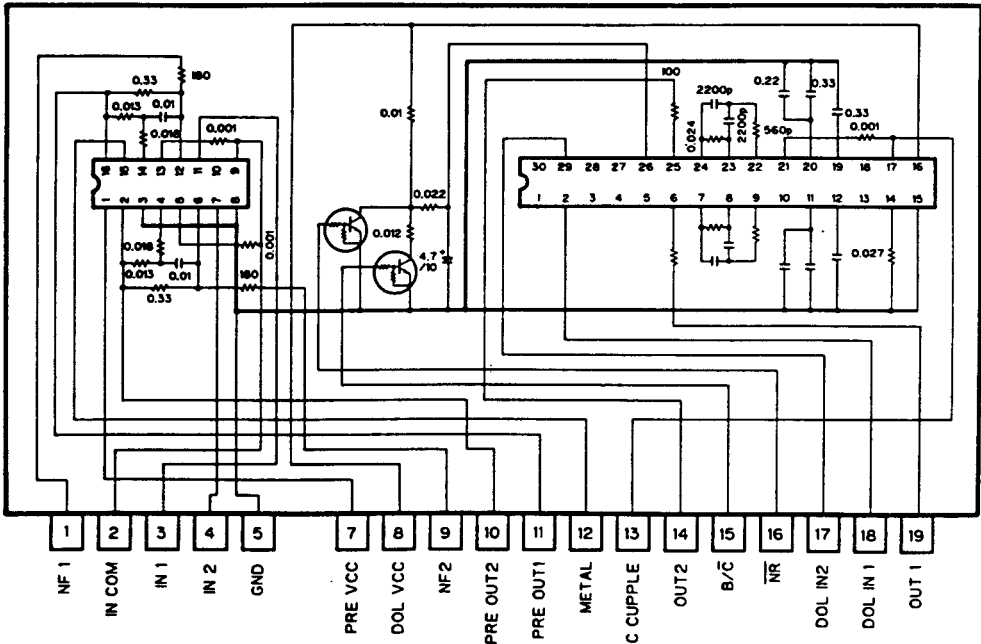 0.33
180
0.013
0.01
0.018
0.001
16 15 14 13 12 11 10 9
1 2 3 4 5 6 7 8
0.018
0.013
0.01
0.33
0.001
180
0.01
0.022
0.012
4.7+
/10
100
2200p
0.024
2200p
560p
0.22
0.33
0.33
0.001
30 29 28 27 26 25 24 23 22 21 20 19 18 17 16
1 2 3 4 5 6 7 8 9 10 11 12 13 14 15
0.027
1 2 3 4 5 7 8 9 10 11 12 13 14 15 16 17 18 19
NF 1
IN COM
IN 1
IN 2
GND
PRE VCC
DOL VCC
NF2
PRE OUT2
PRE OUT1
METAL
C CUPPLE
OUT2
B/C̅
N̅R̅
DOL IN2
DOL IN 1
OUT 1